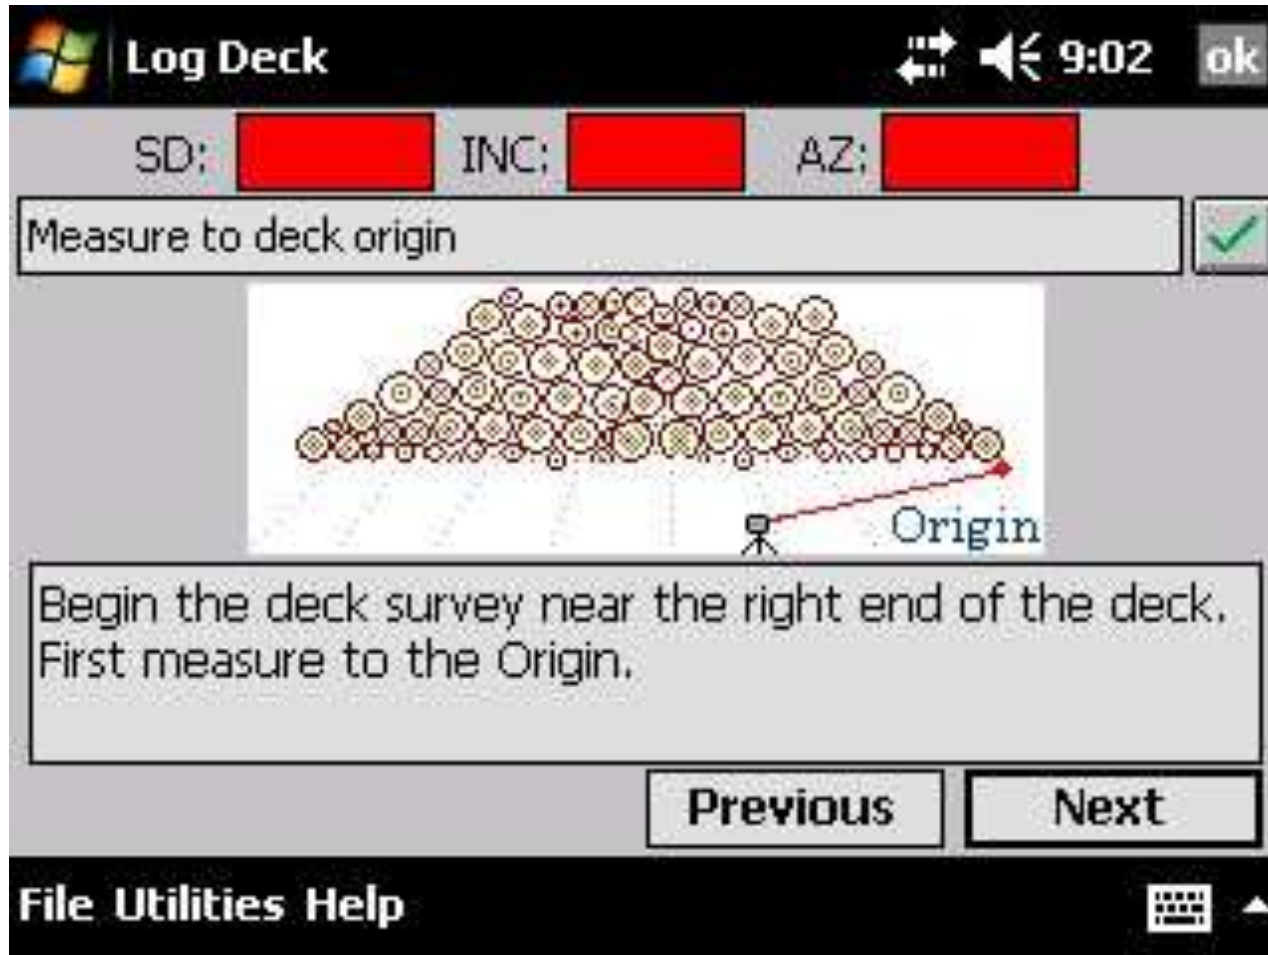 Log Deck 9:02 ok
SD: INC: AZ:
Measure to deck origin
Origin
Begin the deck survey near the right end of the deck.
First measure to the Origin.
Previous Next
File Utilities Help